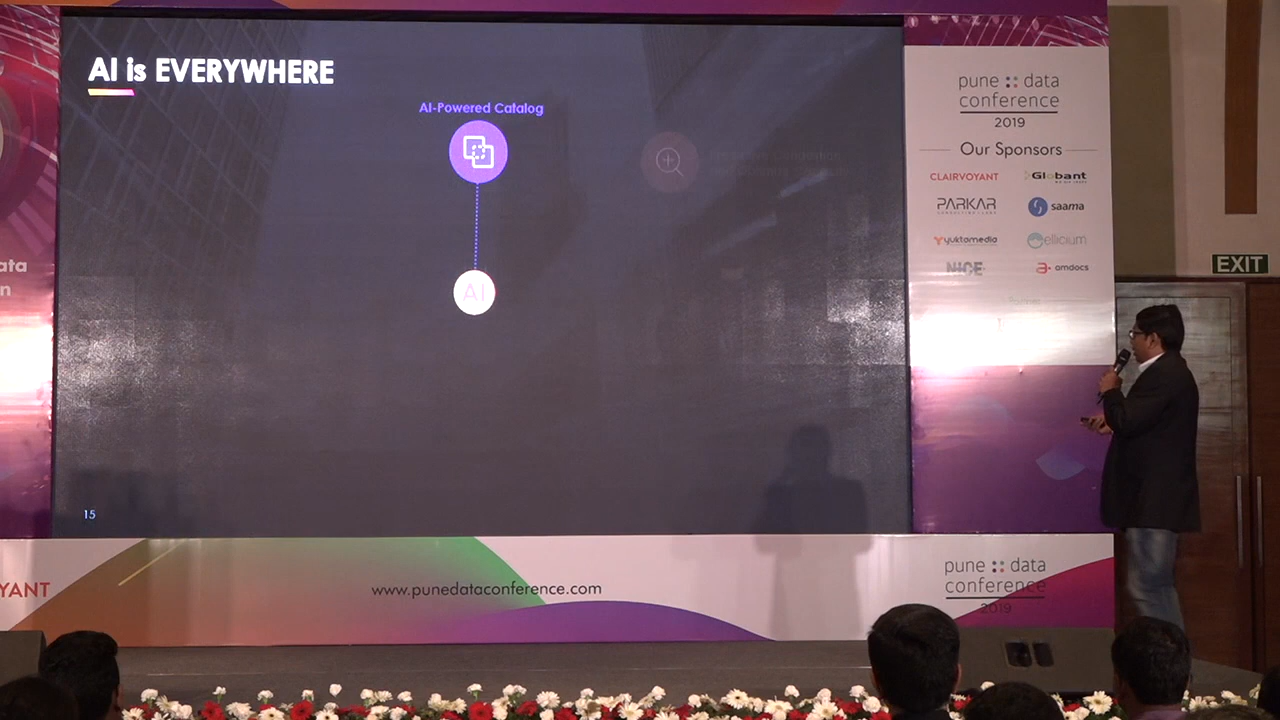 AI is EVERYWHERE
AI-Powered Catalog
AI
15
pune data
conference
2019
Our Sponsors
CLAIRVOYANT
Globant
PARKAR
saama
yuktamedia
ellicium
NICE
amdocs
EXIT
ata
n
YANT
www.punedataconference.com
pune data
conference
2019